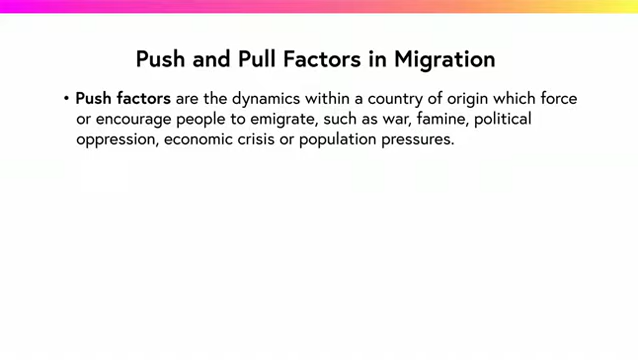 Push and Pull Factors in Migration
• Push factors are the dynamics within a country of origin which force
or encourage people to emigrate, such as war, famine, political
oppression, economic crisis or population pressures.